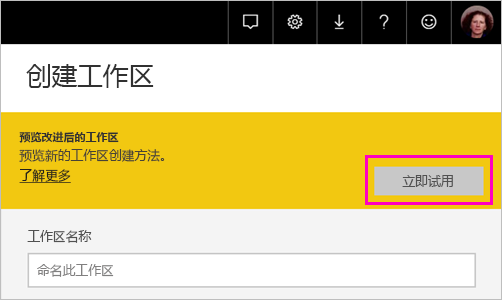 创建工作区
预览改进后的工作区
预览新的工作区创建方法。
了解更多
立即试用
工作区名称
命名此工作区